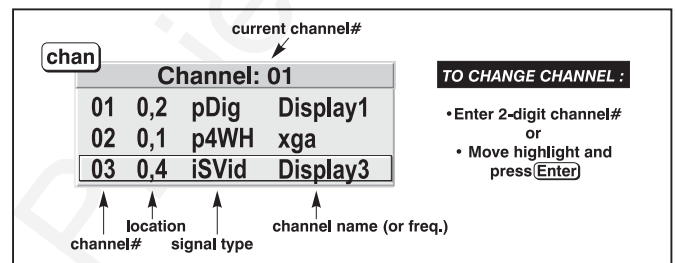 current channel#
chan
Channel: 01
01 0,2 pDig Display1
02 0,1 p4WH xga
03 0,4 iSVid Display3
channel# location signal type channel name (or freq.)
TO CHANGE CHANNEL :
•Enter 2-digit channel#
or
• Move highlight and
press Enter